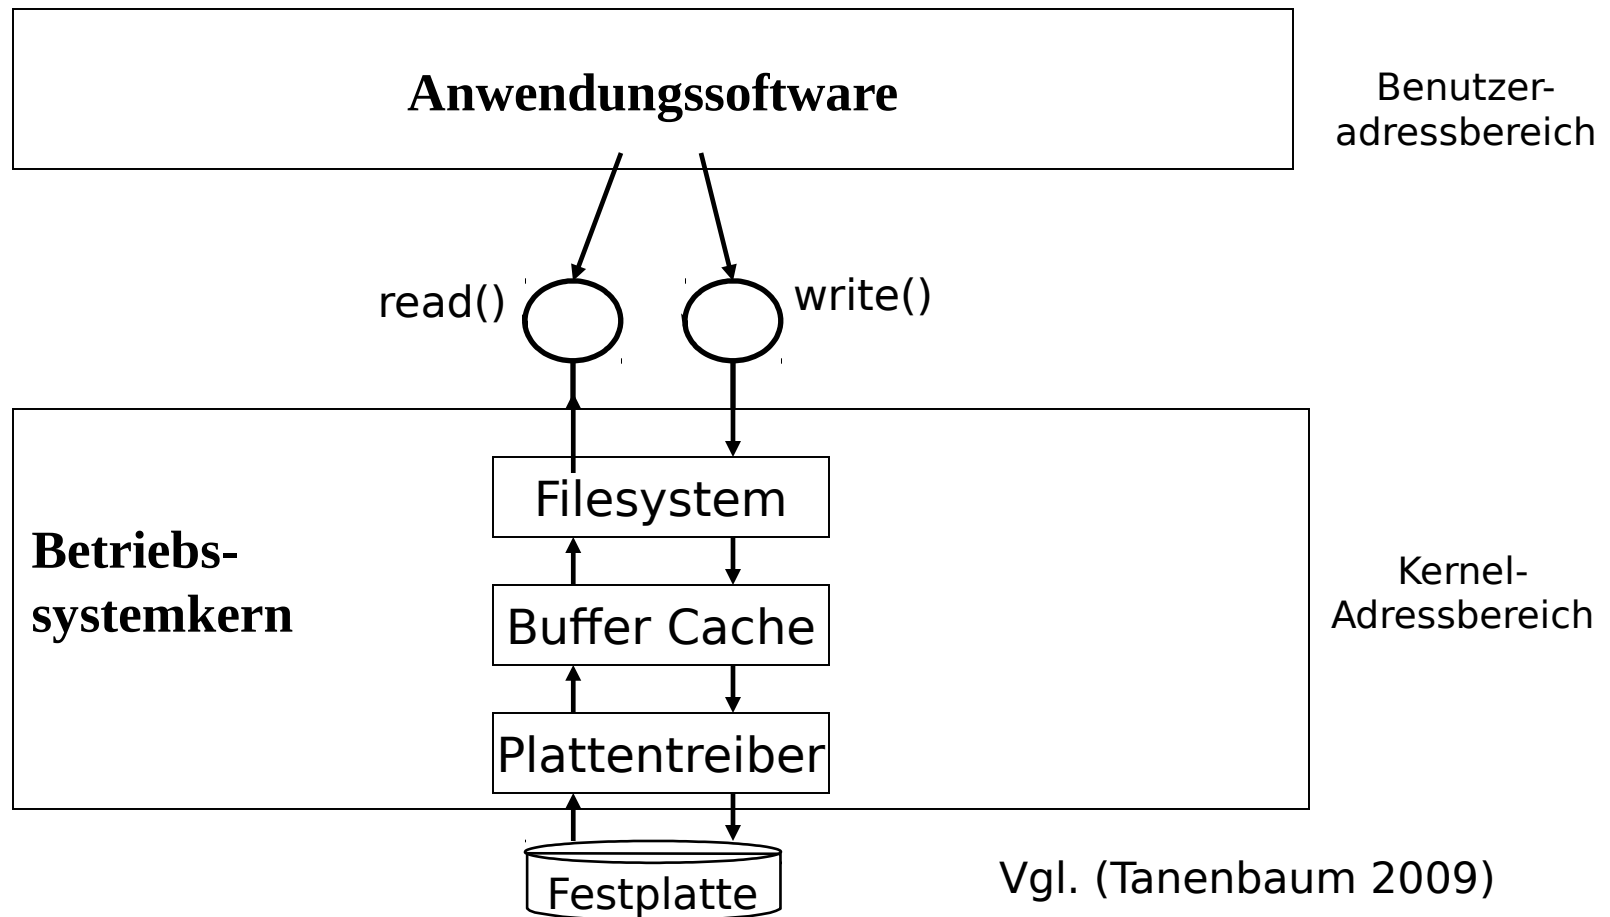 Anwendungssoftware
Benutzer-
adressbereich
read()
write()
Filesystem
Betriebs-
systemkern
Buffer Cache
Kernel-
Adressbereich
Plattentreiber
Festplatte
Vgl. (Tanenbaum 2009)